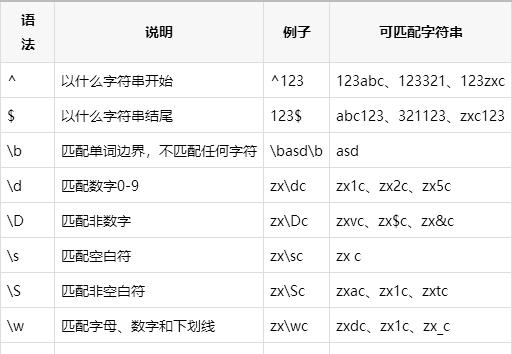 语法 说明 例子 可匹配字符串
^ 以什么字符串开始 ^123 123abc、123321、123zxc
$ 以什么字符串结尾 123$ abc123、321123、zxc123
\b 匹配单词边界，不匹配任何字符 \basd\b asd
\d 匹配数字0-9 zx\dc zx1c、zx2c、zx5c
\D 匹配非数字 zx\Dc zxvc、zx$c、zx&c
\s 匹配空白符 zx\sc zx c
\S 匹配非空白符 zx\Sc zxac、zx1c、zxtc
\w 匹配字母、数字和下划线 zx\wc zxdc、zx1c、zx_c